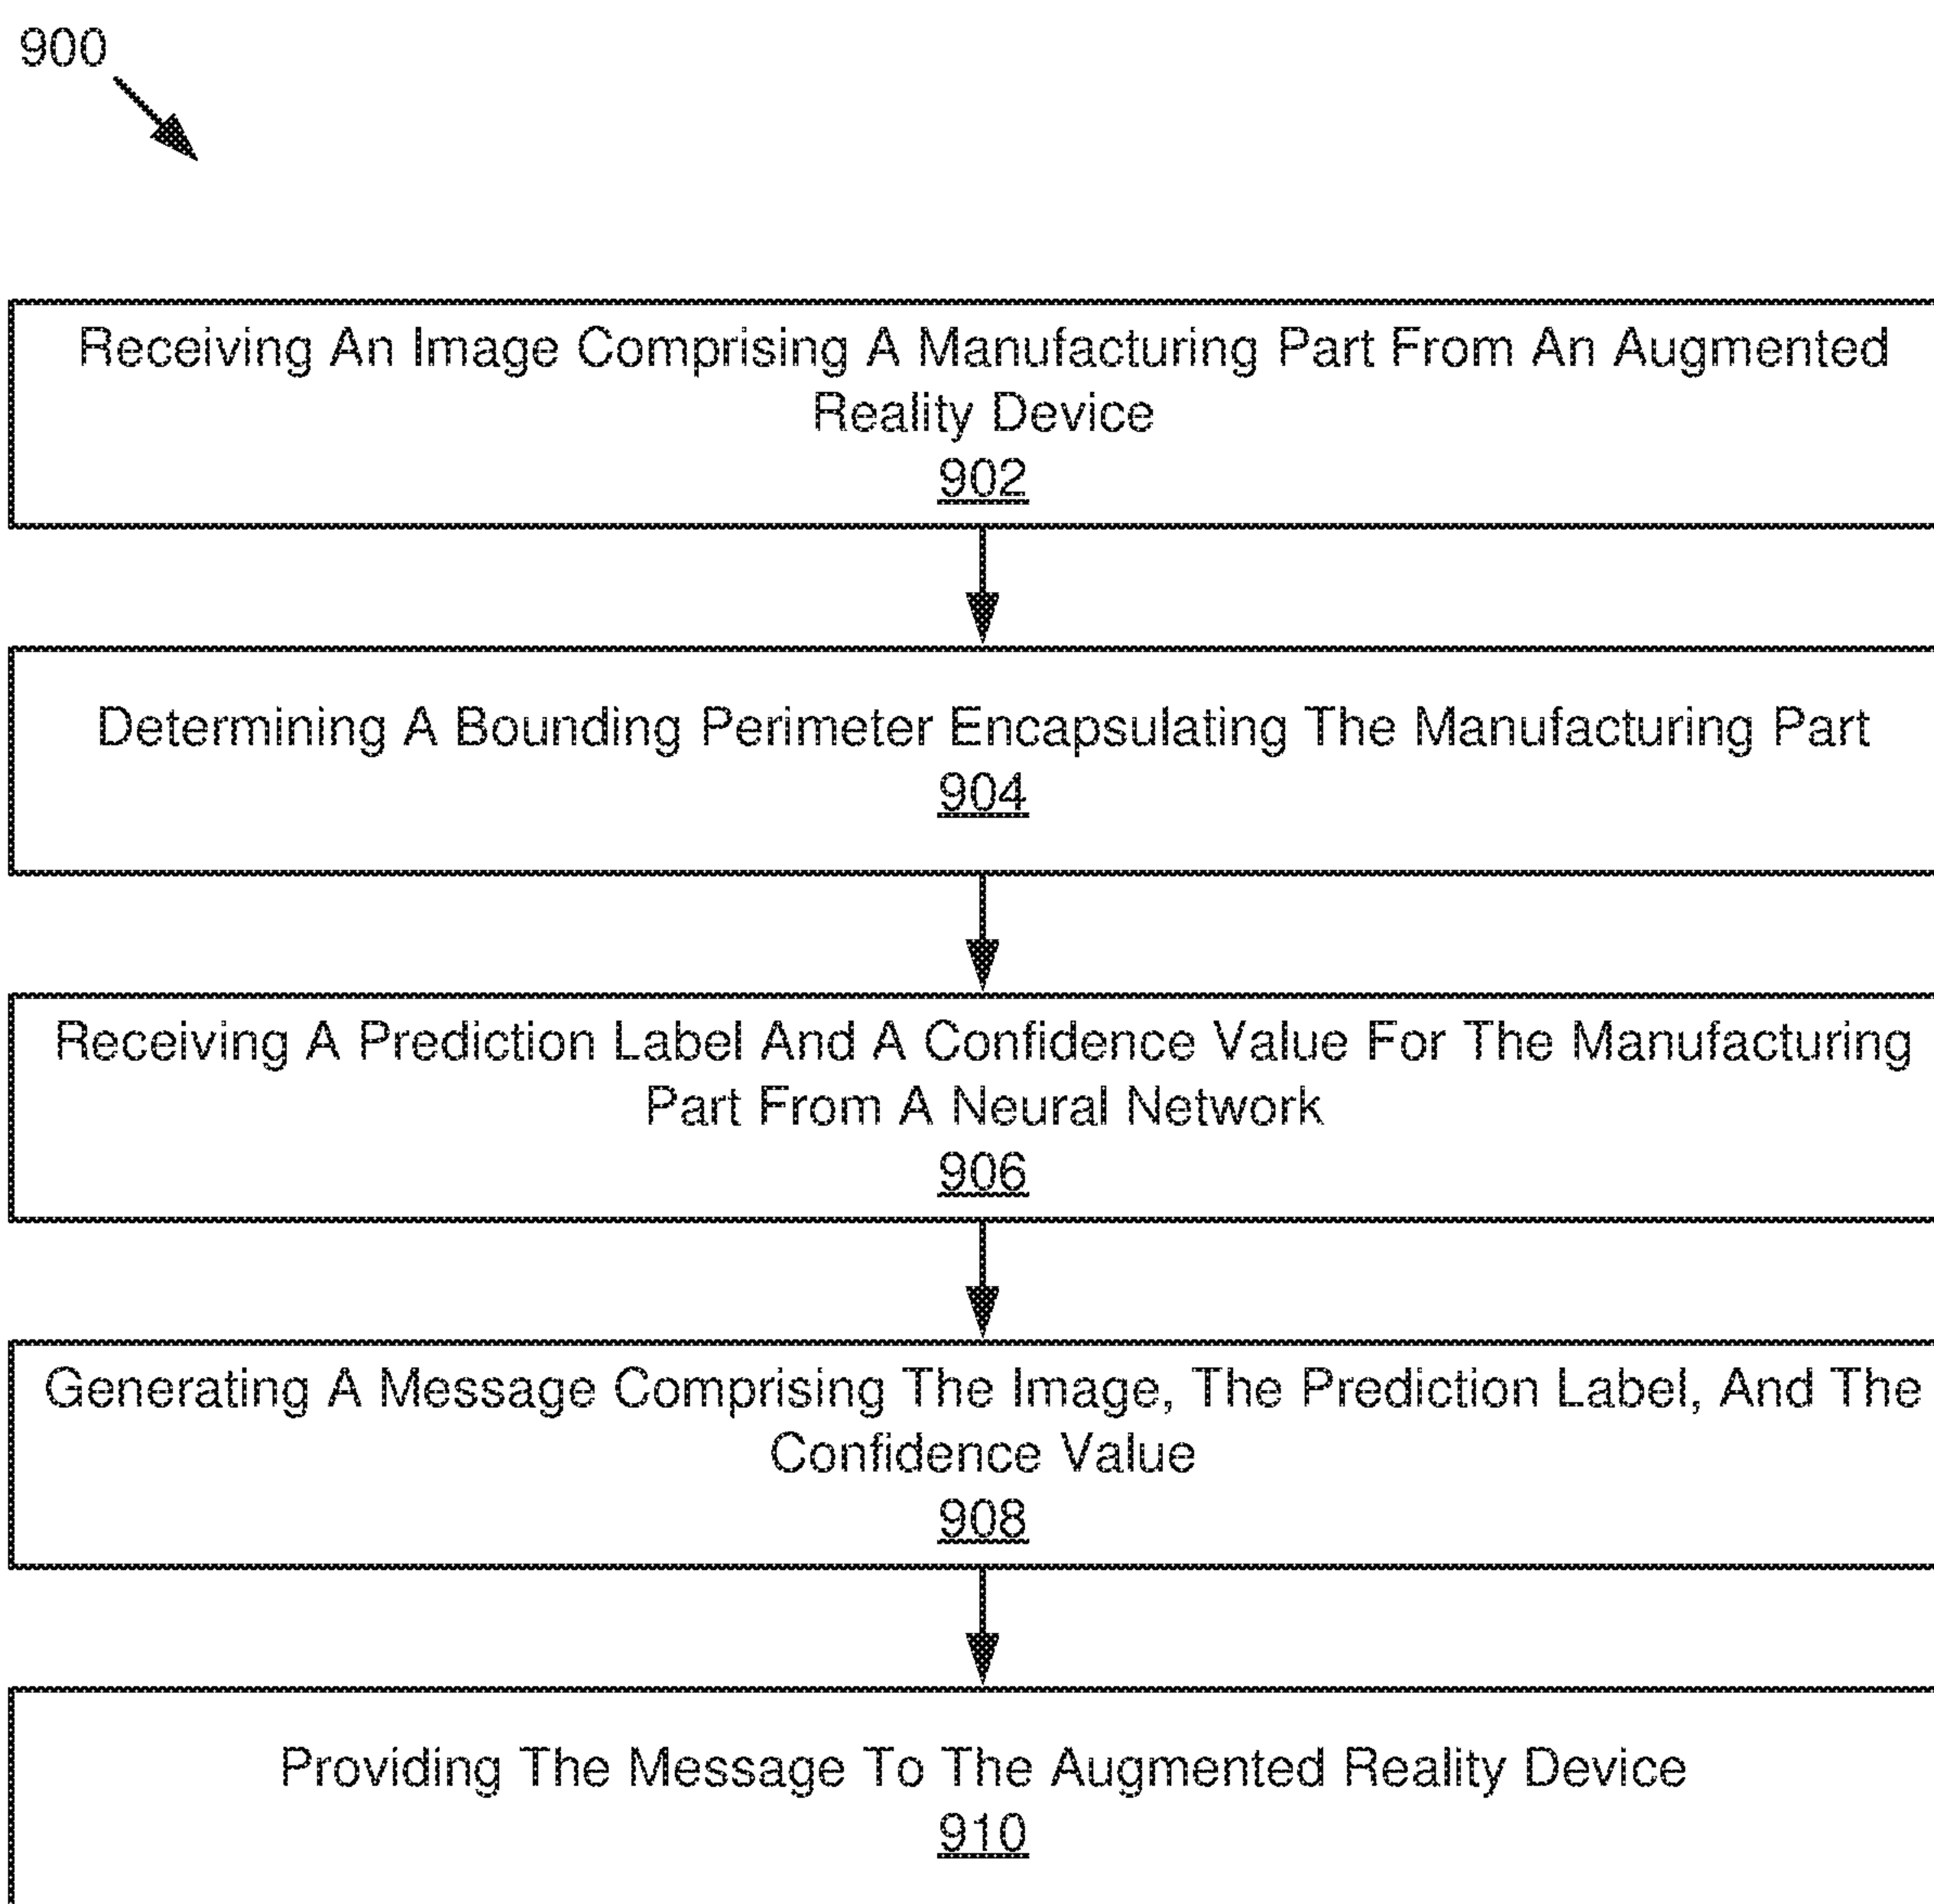 900
Receiving An Image Comprising A Manufacturing Part From An Augmented
Reality Device
902
Determining A Bounding Perimeter Encapsulating The Manufacturing Part
904
Receiving A Prediction Label And A Confidence Value For The Manufacturing
Part From A Neural Network
906
Generating A Message Comprising The Image, The Prediction Label, And The
Confidence Value
908
Providing The Message To The Augmented Reality Device
910